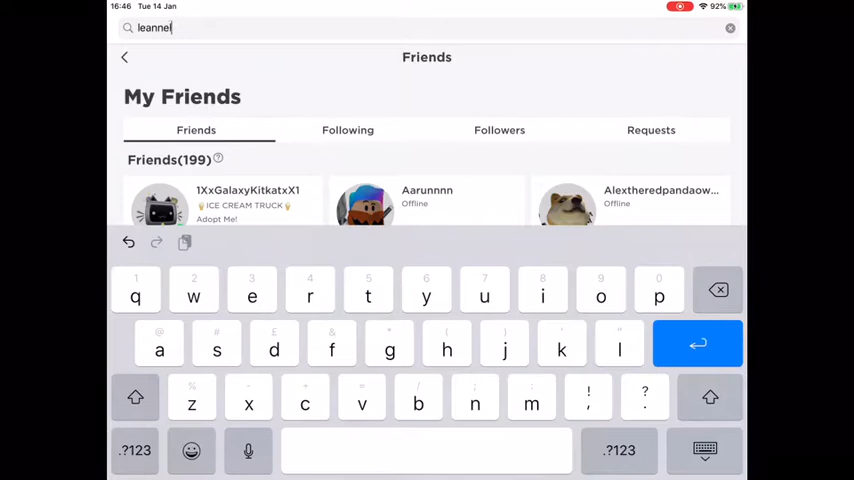 16:46 Tue 14 Jan 92%
leannel
Friends
My Friends
Friends Following Followers Requests
Friends(199) ?
1XxGalaxyKitkatxX1 Aarunnnn Alextheredpandaow...
🍦ICE CREAM TRUCK🍦 Offline Offline
Adopt Me!
1 2 3 4 5 6 7 8 9 0
q w e r t y u i o p
@ # £ & * ( ) ' "
a s d f g h j k l
% - + = / ; : ! ?
z x c v b n m , .
.?123 .?123